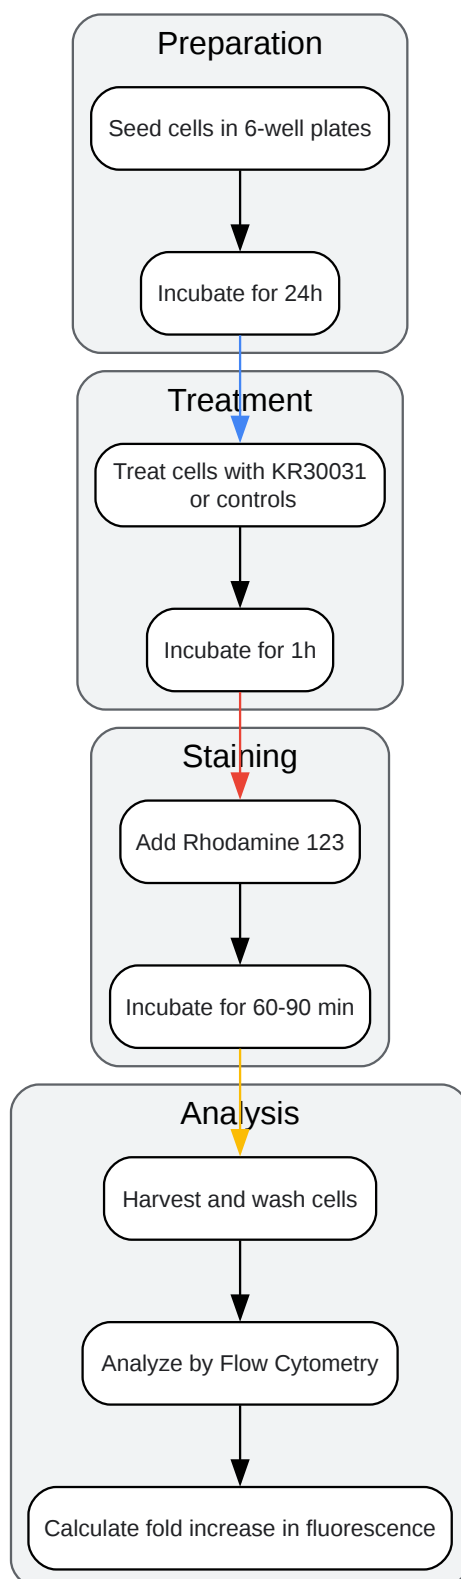 Preparation
Seed cells in 6-well plates
Incubate for 24h
Treatment
Treat cells with KR30031
or controls
Incubate for 1h
Staining
Add Rhodamine 123
Incubate for 60-90 min
Analysis
Harvest and wash cells
Analyze by Flow Cytometry
Calculate fold increase in fluorescence